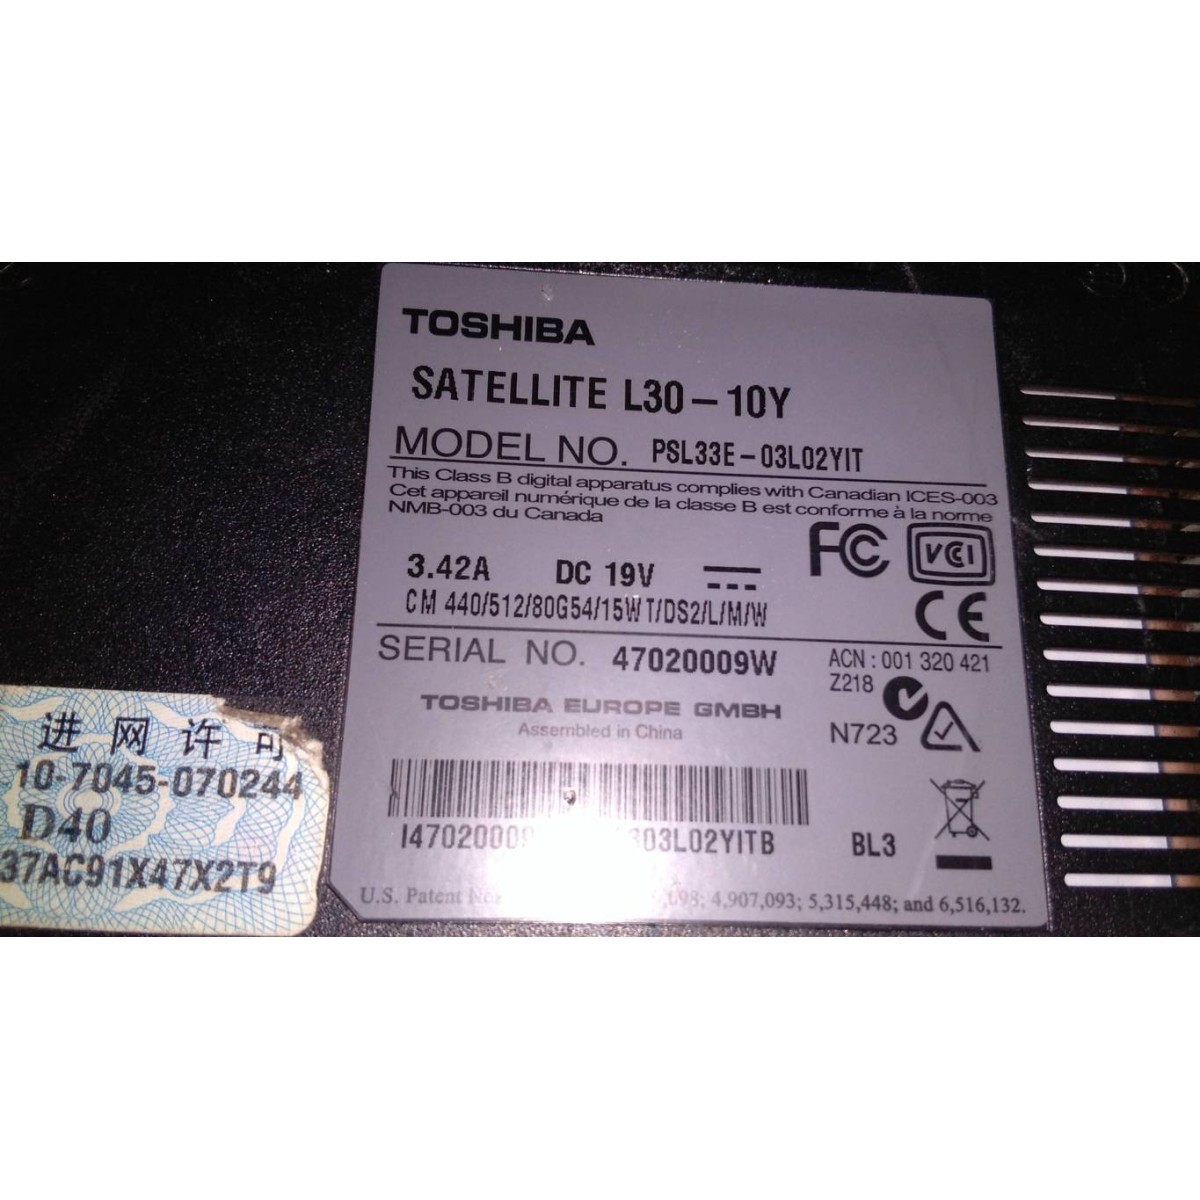 TOSHIBA
SATELLITE L30-10Y
MODEL NO. PSL33E-03L02YIT
This Class B digital apparatus complies with Canadian ICES-003
Cet appareil numérique de la classe B est conforme à la norme
NMB-003 du Canada
FC VCI
3.42A DC 19V
CM 440/512/80G54/15WT/DS2/L/M/W
CE
SERIAL NO. 47020009W
ACN : 001 320 421
Z218
N723
TOSHIBA EUROPE GMBH
Assembled in China
03L02YITB
BL3
U.S. Patent 4,907,093; 5,315,448; and 6,516,132.
进网许可
10-7045-070244
D40
37AC91X47X2T9